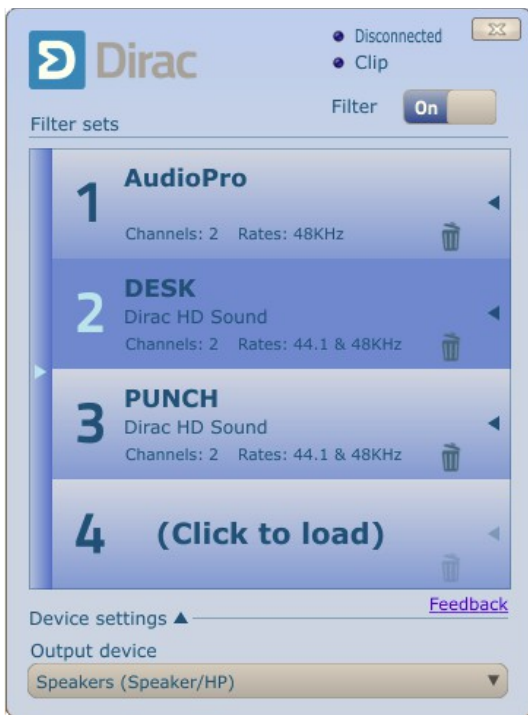 Dirac
Disconnected
Clip
Filter On
Filter sets
1 AudioPro
Channels: 2 Rates: 48KHz
2 DESK
Dirac HD Sound
Channels: 2 Rates: 44.1 & 48KHz
3 PUNCH
Dirac HD Sound
Channels: 2 Rates: 44.1 & 48KHz
4 (Click to load)
Feedback
Device settings
Output device
Speakers (Speaker/HP)